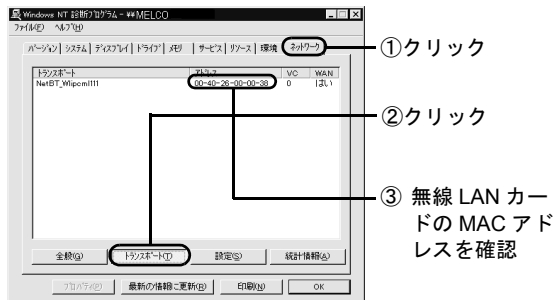 Windows NT 診断プログラム - ¥¥MELCO
ファイル(F) ヘルプ(H)
バージョン システム ディスプレイ ドライブ メモリ サービス リソース 環境 ネットワーク
トランスポート アドレス VC WAN
NetBT_Wlipcml11 00-40-26-00-00-38 0 はい
全般(G) トランスポート(T) 設定(S) 統計情報(A)
プロパティ(P) 最新の情報に更新(R) 印刷(N) OK
①クリック
②クリック
③ 無線 LAN カー
ドの MAC アド
レスを確認